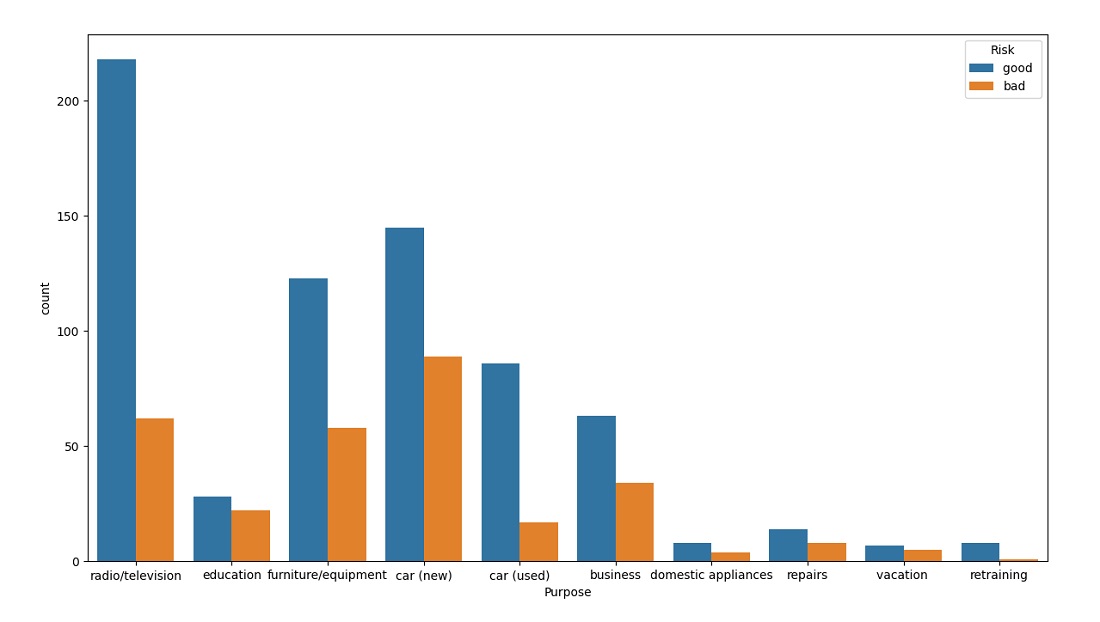 Risk
good
bad
200
150
100
50
0
count
radio/television education furniture/equipment car (new) car (used) business domestic appliances repairs vacation retraining
Purpose